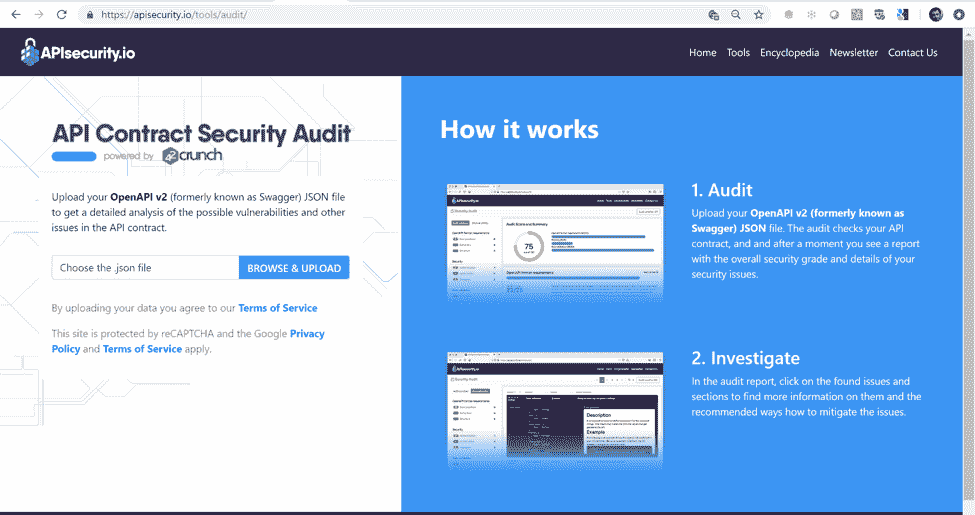 https://apisecurity.io/tools/audit/
APIsecurity.io
Home Tools Encyclopedia Newsletter Contact Us
API Contract Security Audit
powered by 42crunch
Upload your OpenAPI v2 (formerly known as Swagger) JSON file
to get a detailed analysis of the possible vulnerabilities and other
issues in the API contract.
Choose the .json file BROWSE & UPLOAD
By uploading your data you agree to our Terms of Service
This site is protected by reCAPTCHA and the Google Privacy
Policy and Terms of Service apply.
How it works
75
1. Audit
Upload your OpenAPI v2 (formerly known as
Swagger) JSON file. The audit checks your API
contract, and and after a moment you see a report
with the overall security grade and details of your
security issues.
Description
Example
2. Investigate
In the audit report, click on the found issues and
sections to find more information on them and the
recommended ways how to mitigate the issues.